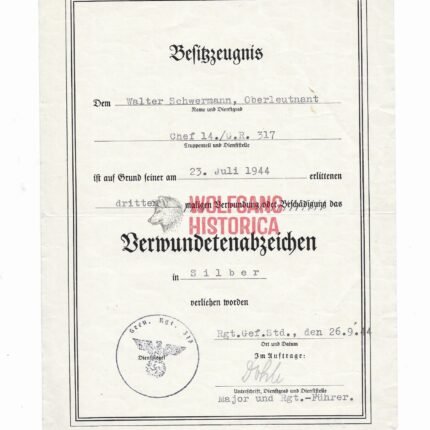 Besitzzeugnis
Dem Walter Schwermann, Oberleutnant
Name und Dienstgrad
Chef 14./G.R. 317
Truppenteil und Dienststelle
ist auf Grund seiner am 23. Juli 1944 erlittenen
dritten maligen Verwundung oder Beschädigung das
WOLFGANG
HISTORICA
Verwundetenabzeichen
in Silber
verliehen worden
Rgt.Gef.Std., den 26.9.44
Ort und Datum
Im Auftrage:
Dienstsiegel
Unterschrift, Dienstgrad und Dienststelle
Major und Rgt.-Führer.